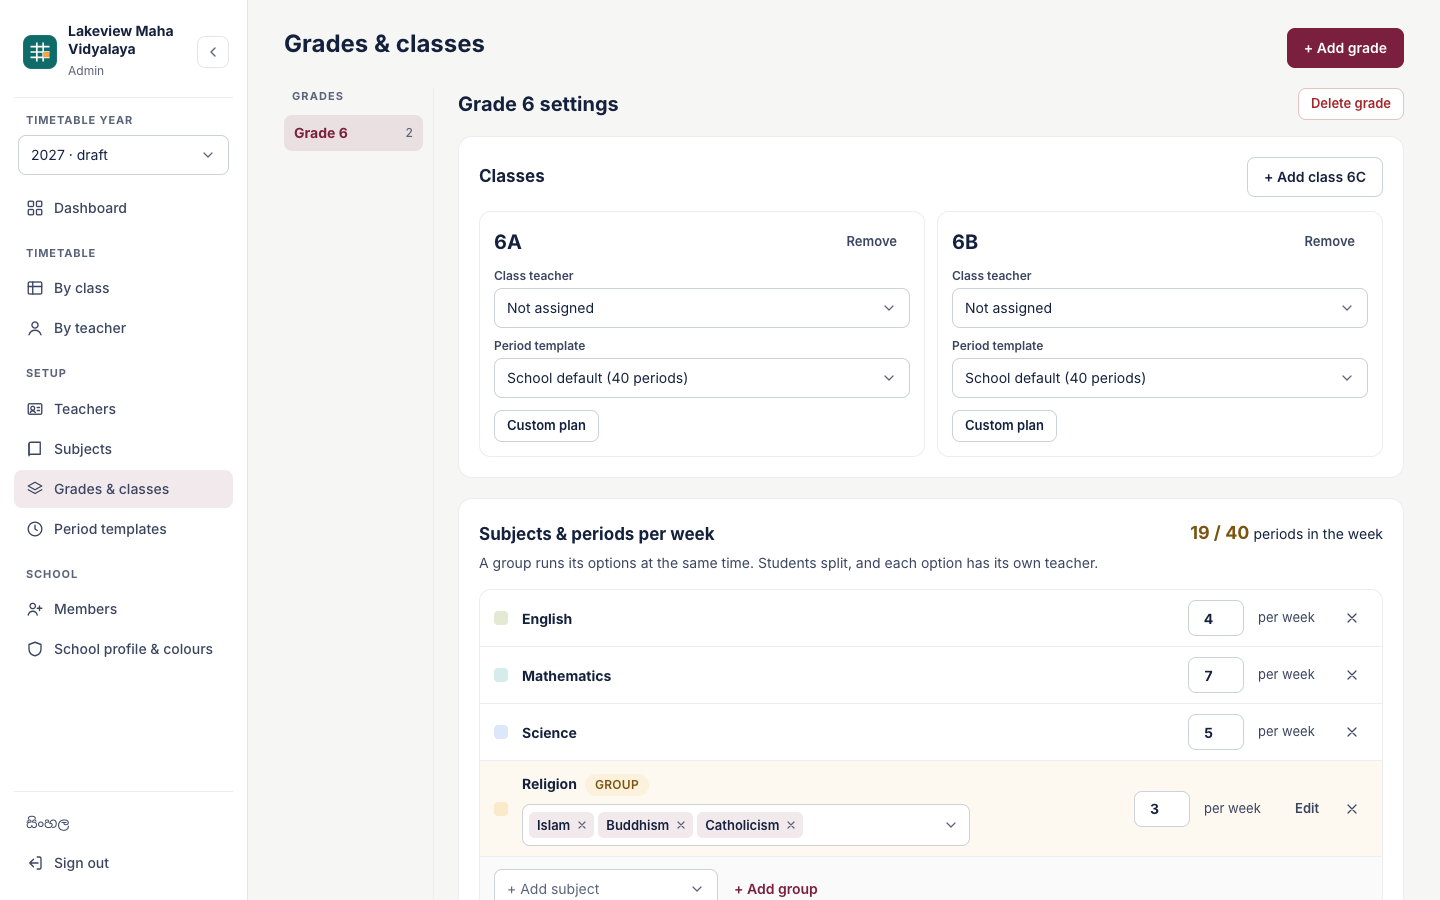 Lakeview Maha
Vidyalaya
Admin
TIMETABLE YEAR
2027 · draft
Dashboard
TIMETABLE
By class
By teacher
SETUP
Teachers
Subjects
Grades & classes
Period templates
SCHOOL
Members
School profile & colours
සිංහල
Sign out
Grades & classes
+ Add grade
GRADES
Grade 6 2
Grade 6 settings
Delete grade
Classes
+ Add class 6C
6A
Remove
Class teacher
Not assigned
Period template
School default (40 periods)
Custom plan
6B
Remove
Class teacher
Not assigned
Period template
School default (40 periods)
Custom plan
Subjects & periods per week
19 / 40 periods in the week
A group runs its options at the same time. Students split, and each option has its own teacher.
English 4 per week
Mathematics 7 per week
Science 5 per week
Religion GROUP
Islam Buddhism Catholicism
3 per week Edit
+ Add subject
+ Add group